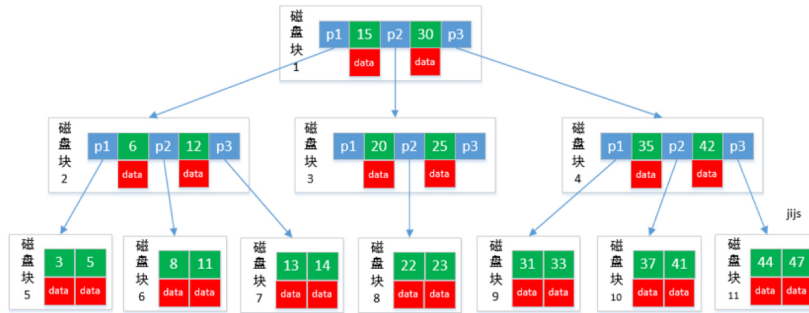 磁盘块1 p1 15 p2 30 p3
data data
磁盘块2 p1 6 p2 12 p3
data data
磁盘块3 p1 20 p2 25 p3
data data
磁盘块4 p1 35 p2 42 p3
data data
jijs
磁盘块5 3 5
data data
磁盘块6 8 11
data data
磁盘块7 13 14
data data
磁盘块8 22 23
data data
磁盘块9 31 33
data data
磁盘块10 37 41
data data
磁盘块11 44 47
data data